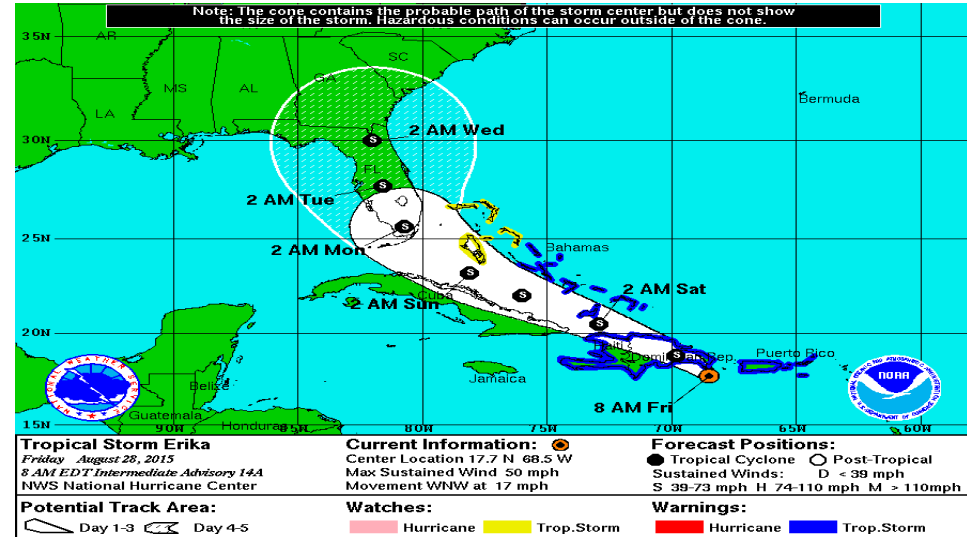 Note: The cone contains the probable path of the storm center but does not show
the size of the storm. Hazardous conditions can occur outside of the cone.
35N
AR
SC
GA
MS
AL
LA
Bermuda
2 AM Wed
30N
FL
2 AM Tue
25N
2 AM Mon
Bahamas
2 AM Sat
2 AM Sun
Cuba
20N
Haiti
Dominican Rep.
Puerto Rico
Jamaica
Belize
8 AM Fri
NOAA
Guatemala
Honduras
15N
90W
85W
80W
75W
70W
65W
60W
S
S
S
S
S
S
S
NATIONAL WEATHER SERVICE
Tropical Storm Erika
Friday August 28, 2015
8 AM EDT Intermediate Advisory 14A
NWS National Hurricane Center
Current Information:
Center Location 17.7 N 68.5 W
Max Sustained Wind 50 mph
Movement WNW at 17 mph
Forecast Positions:
Tropical Cyclone Post-Tropical
Sustained Winds: D < 39 mph
S 39-73 mph H 74-110 mph M > 110mph
Potential Track Area:
Day 1-3 Day 4-5
Watches:
Hurricane Trop.Storm
Warnings:
Hurricane Trop.Storm